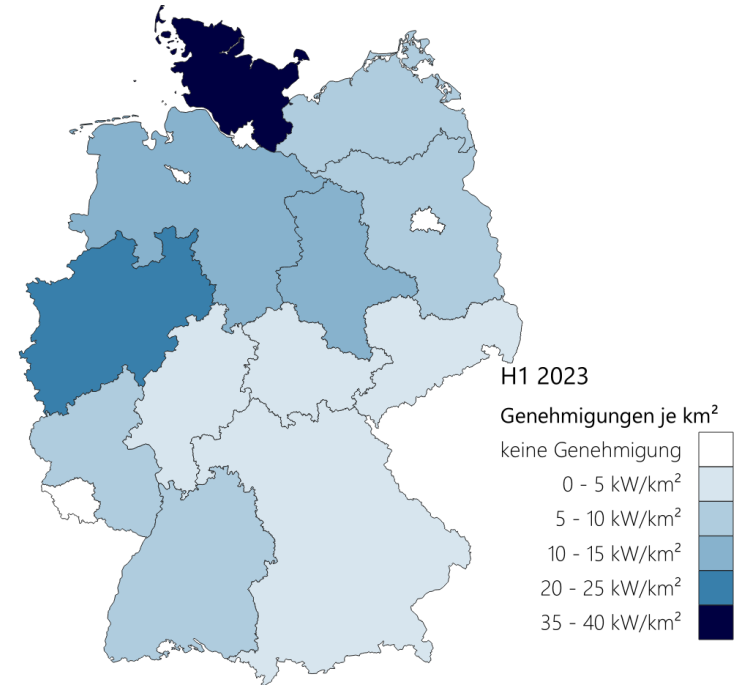 H1 2023
Genehmigungen je km²
keine Genehmigung
0 - 5 kW/km²
5 - 10 kW/km²
10 - 15 kW/km²
20 - 25 kW/km²
35 - 40 kW/km²